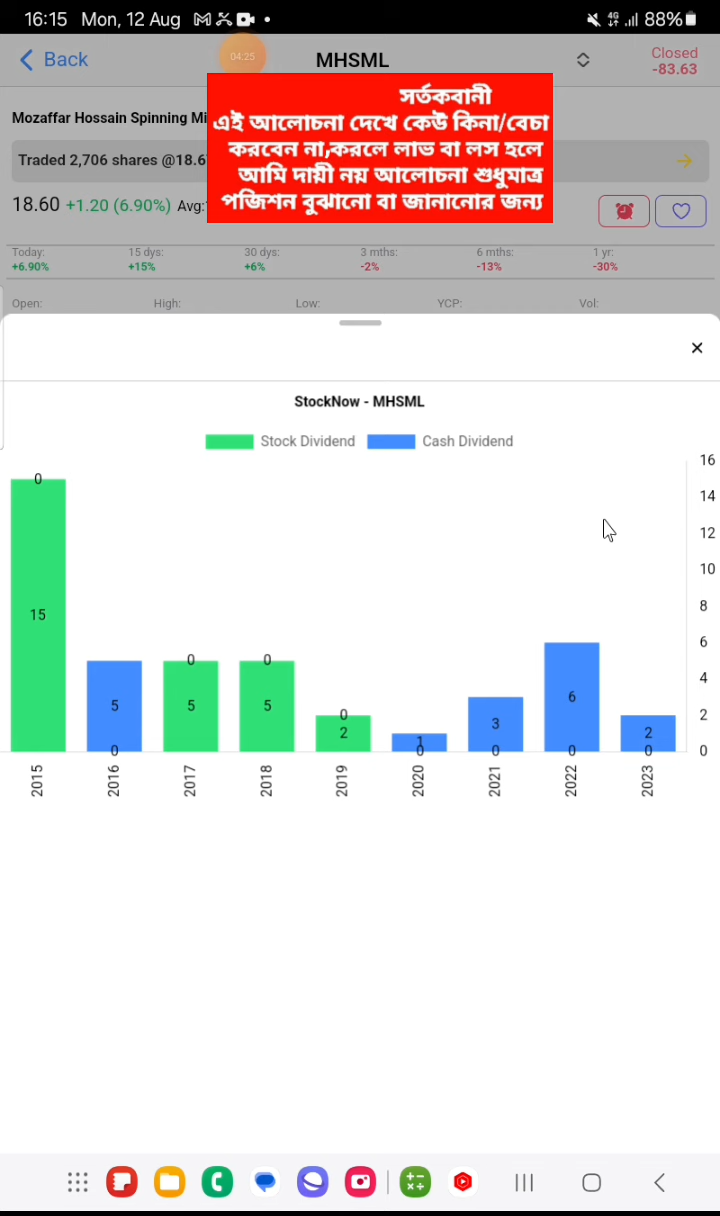 16:15 Mon, 12 Aug 4G 88%
04:25
Back MHSML Closed
-83.63
সর্তকবানী
এই আলোচনা দেখে কেউ কিনা/বেচা
করবেন না,করলে লাভ বা লস হলে
আমি দায়ী নয় আলোচনা শুধুমাত্র
পজিশন বুঝানো বা জানানোর জন্য
Mozaffar Hossain Spinning Mi
Traded 2,706 shares @18.6
18.60 +1.20 (6.90%) Avg:
Today: 15 dys: 30 dys: 3 mths: 6 mths: 1 yr:
+6.90% +15% +6% -2% -13% -30%
Open: High: Low: YCP: Vol:
StockNow - MHSML
Stock Dividend Cash Dividend
16
14
12
10
8
6
4
2
0
0 0 0 0
15 5 5 5 2 1 3 6 2
0 0 0 0 0
2015 2016 2017 2018 2019 2020 2021 2022 2023